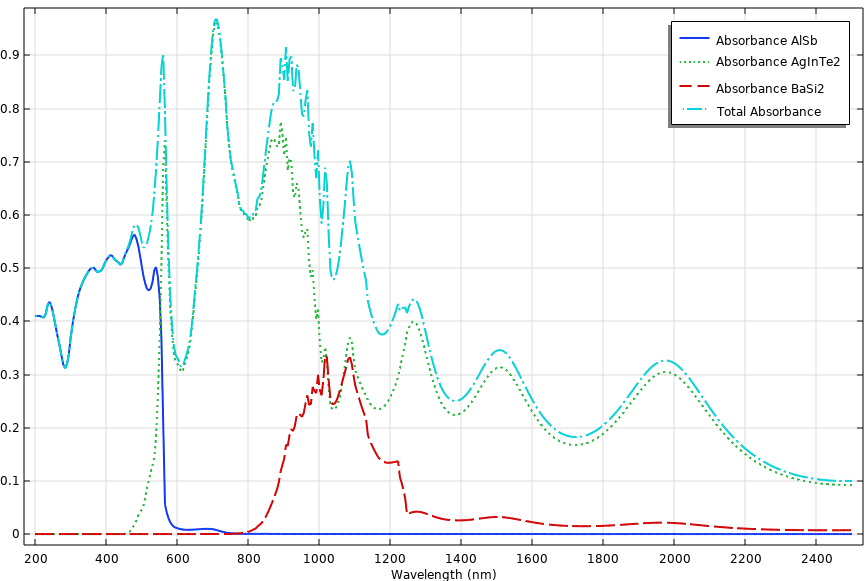 0.9
0.8
0.7
0.6
0.5
0.4
0.3
0.2
0.1
0
Absorbance AlSb
Absorbance AgInTe2
Absorbance BaSi2
Total Absorbance
200 400 600 800 1000 1200 1400 1600 1800 2000 2200 2400
Wavelength (nm)